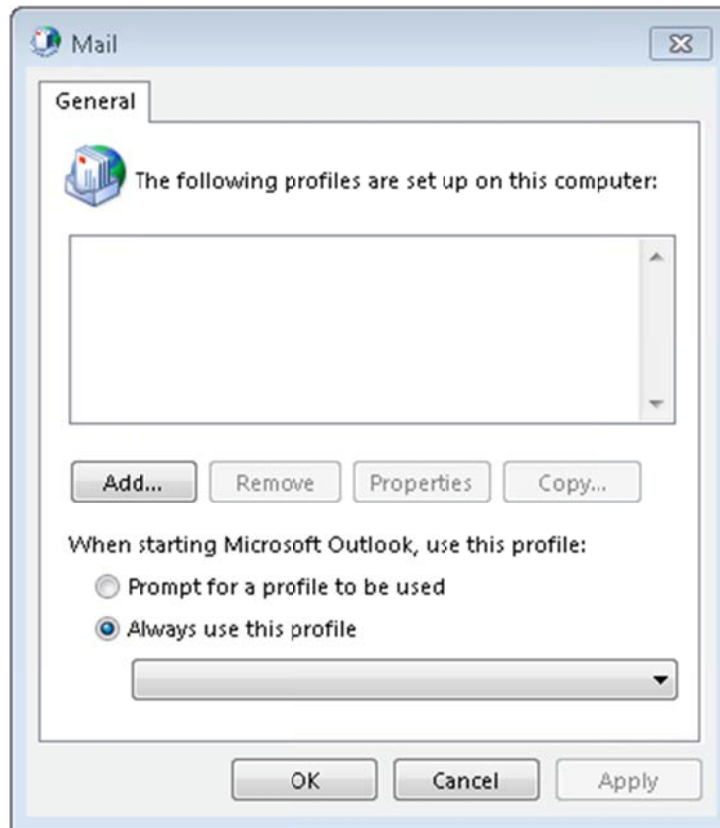 Mail
General
The following profiles are set up on this computer:
Add... Remove Properties Copy...
When starting Microsoft Outlook, use this profile:
Prompt for a profile to be used
Always use this profile
OK Cancel Apply